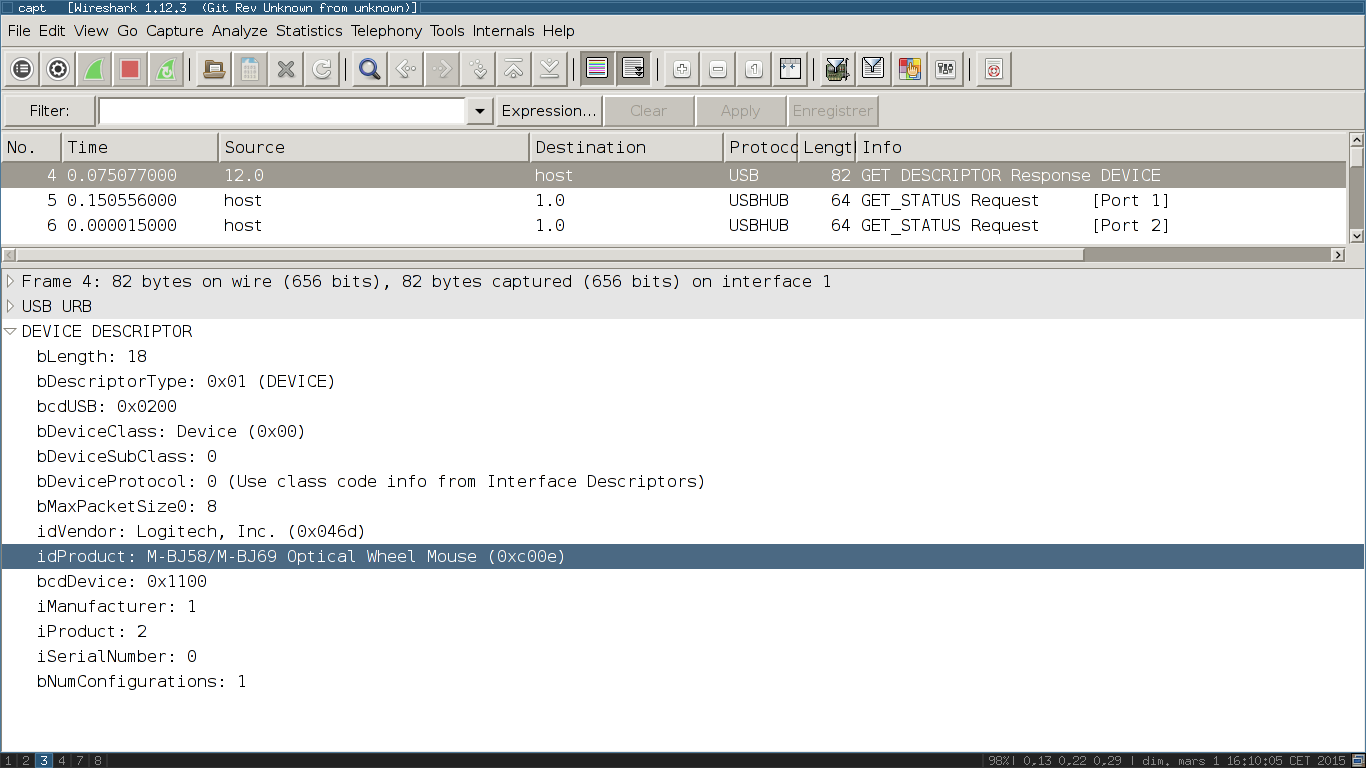 capt [Wireshark 1.12.3 (Git Rev Unknown from unknown)]
File Edit View Go Capture Analyze Statistics Telephony Tools Internals Help
Filter: Expression... Clear Apply Enregistrer
No. Time Source Destination Protoco Lengtl Info
4 0.075077000 12.0 host USB 82 GET DESCRIPTOR Response DEVICE
5 0.150556000 host 1.0 USBHUB 64 GET_STATUS Request [Port 1]
6 0.000015000 host 1.0 USBHUB 64 GET_STATUS Request [Port 2]
Frame 4: 82 bytes on wire (656 bits), 82 bytes captured (656 bits) on interface 1
USB URB
DEVICE DESCRIPTOR
bLength: 18
bDescriptorType: 0x01 (DEVICE)
bcdUSB: 0x0200
bDeviceClass: Device (0x00)
bDeviceSubClass: 0
bDeviceProtocol: 0 (Use class code info from Interface Descriptors)
bMaxPacketSize0: 8
idVendor: Logitech, Inc. (0x046d)
idProduct: M-BJ58/M-BJ69 Optical Wheel Mouse (0xc00e)
bcdDevice: 0x1100
iManufacturer: 1
iProduct: 2
iSerialNumber: 0
bNumConfigurations: 1
1 2 3 4 7 8 98%| 0,13 0,22 0,29 | dim. mars 1 16:10:05 CET 2015